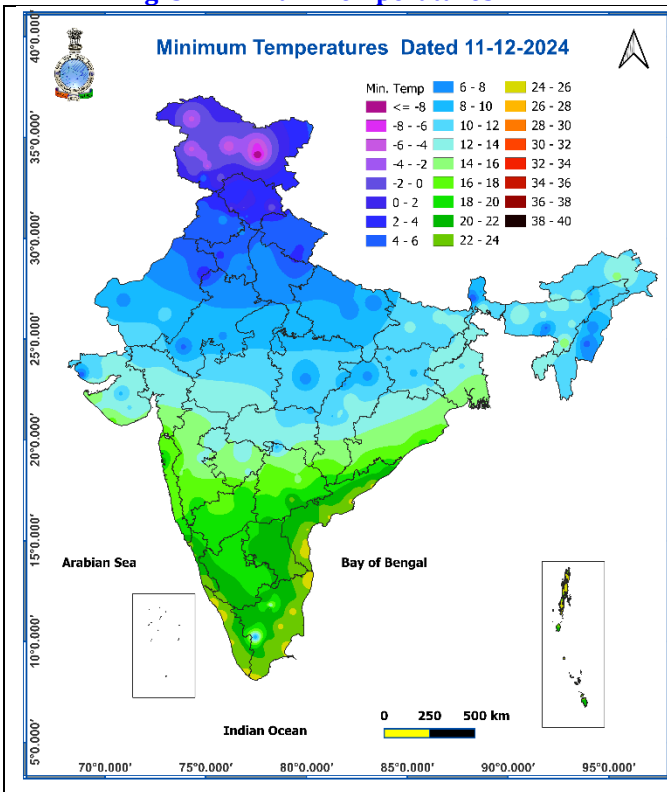 Minimum Temperatures Dated 11-12-2024
Min. Temp
<= -8
-8 - -6
-6 - -4
-4 - -2
-2 - 0
0 - 2
2 - 4
4 - 6
6 - 8
8 - 10
10 - 12
12 - 14
14 - 16
16 - 18
18 - 20
20 - 22
22 - 24
24 - 26
26 - 28
28 - 30
30 - 32
32 - 34
34 - 36
36 - 38
38 - 40
40°0.000'
35°0.000'
30°0.000'
25°0.000'
20°0.000'
15°0.000'
10°0.000'
5°0.000'
Arabian Sea
Bay of Bengal
Indian Ocean
0 250 500 km
70°0.000' 75°0.000' 80°0.000' 85°0.000' 90°0.000' 95°0.000'